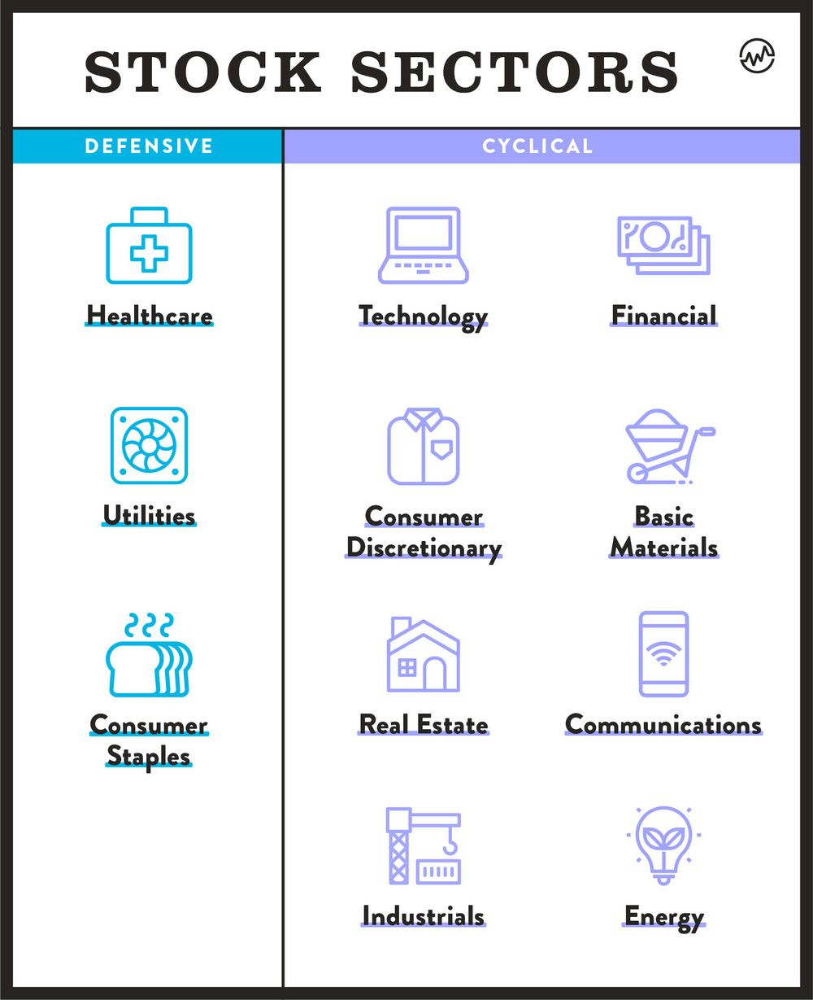 STOCK SECTORS
DEFENSIVE
CYCLICAL
Healthcare
Technology
Financial
Utilities
Consumer
Discretionary
Basic
Materials
Consumer
Staples
Real Estate
Communications
Industrials
Energy